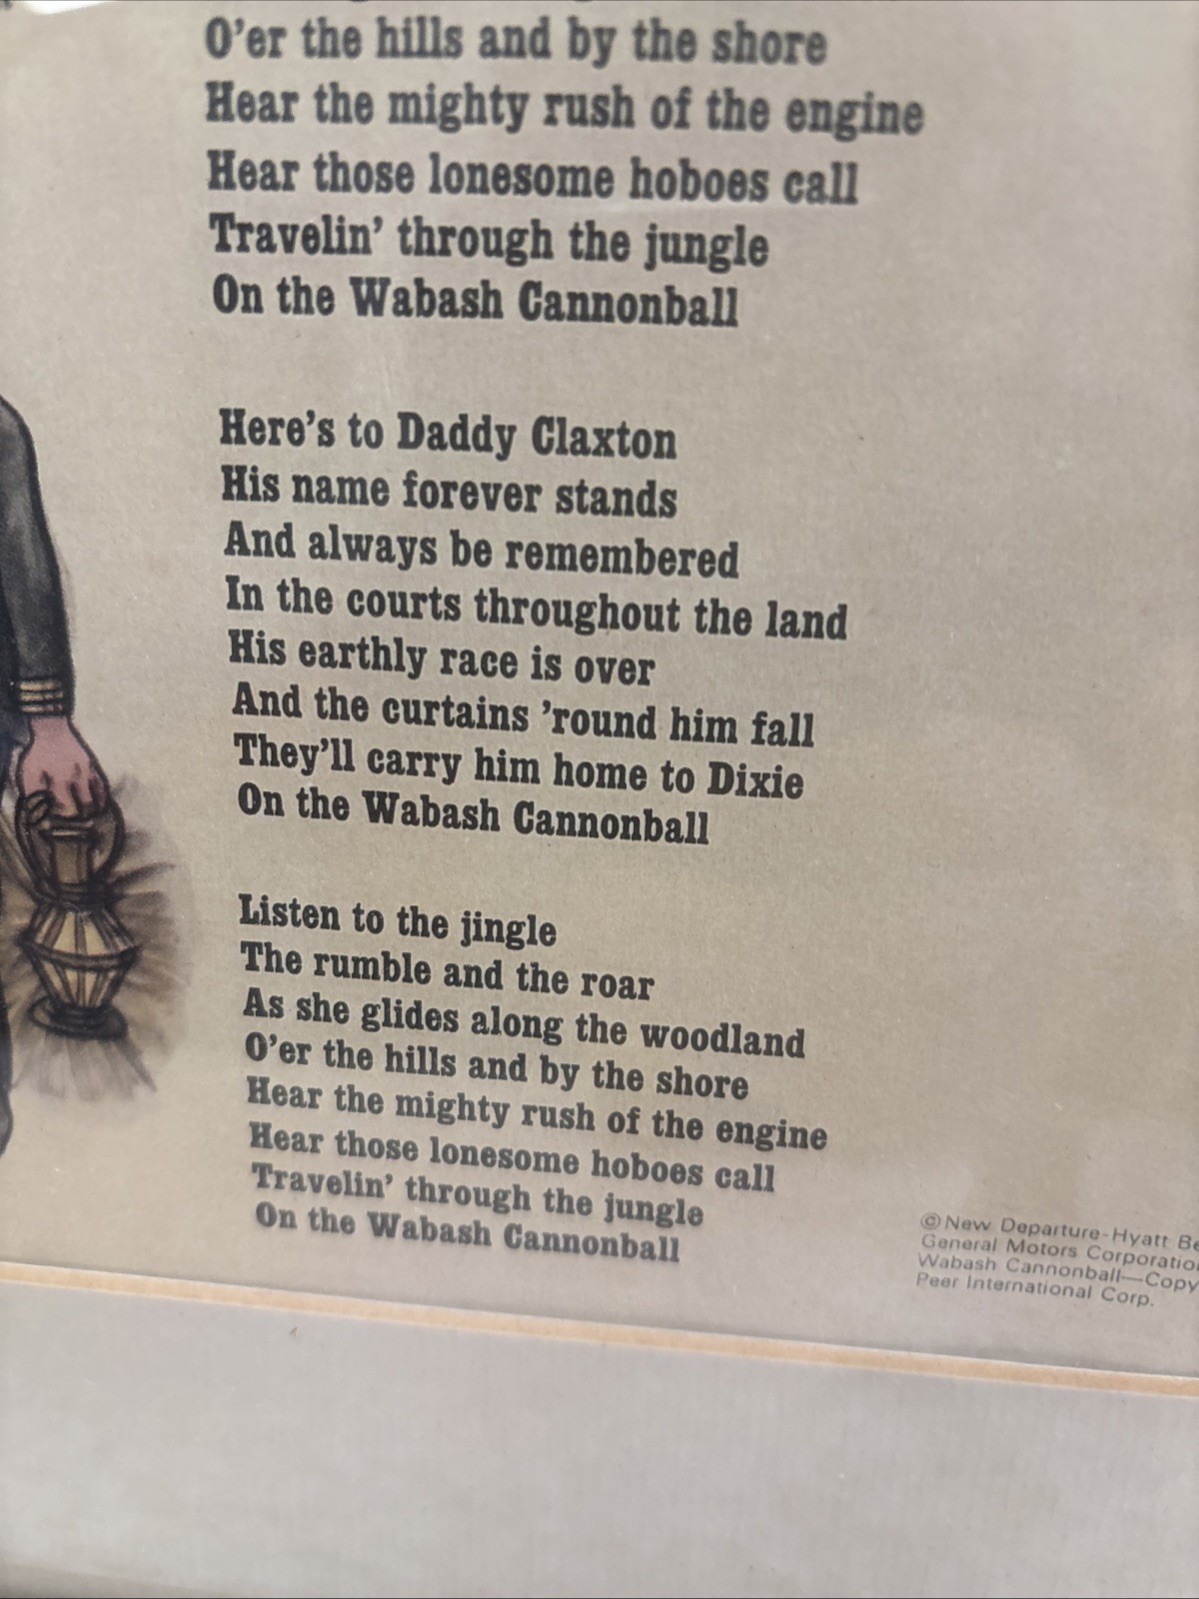 O'er the hills and by the shore
Hear the mighty rush of the engine
Hear those lonesome hoboes call
Travelin' through the jungle
On the Wabash Cannonball
Here's to Daddy Claxton
His name forever stands
And always be remembered
In the courts throughout the land
His earthly race is over
And the curtains 'round him fall
They'll carry him home to Dixie
On the Wabash Cannonball
Listen to the jingle
The rumble and the roar
As she glides along the woodland
O'er the hills and by the shore
Hear the mighty rush of the engine
Hear those lonesome hoboes call
Travelin' through the jungle
On the Wabash Cannonball
©New Departure-Hyatt Be
General Motors Corporatio
Wabash Cannonball—Copy
Peer International Corp.